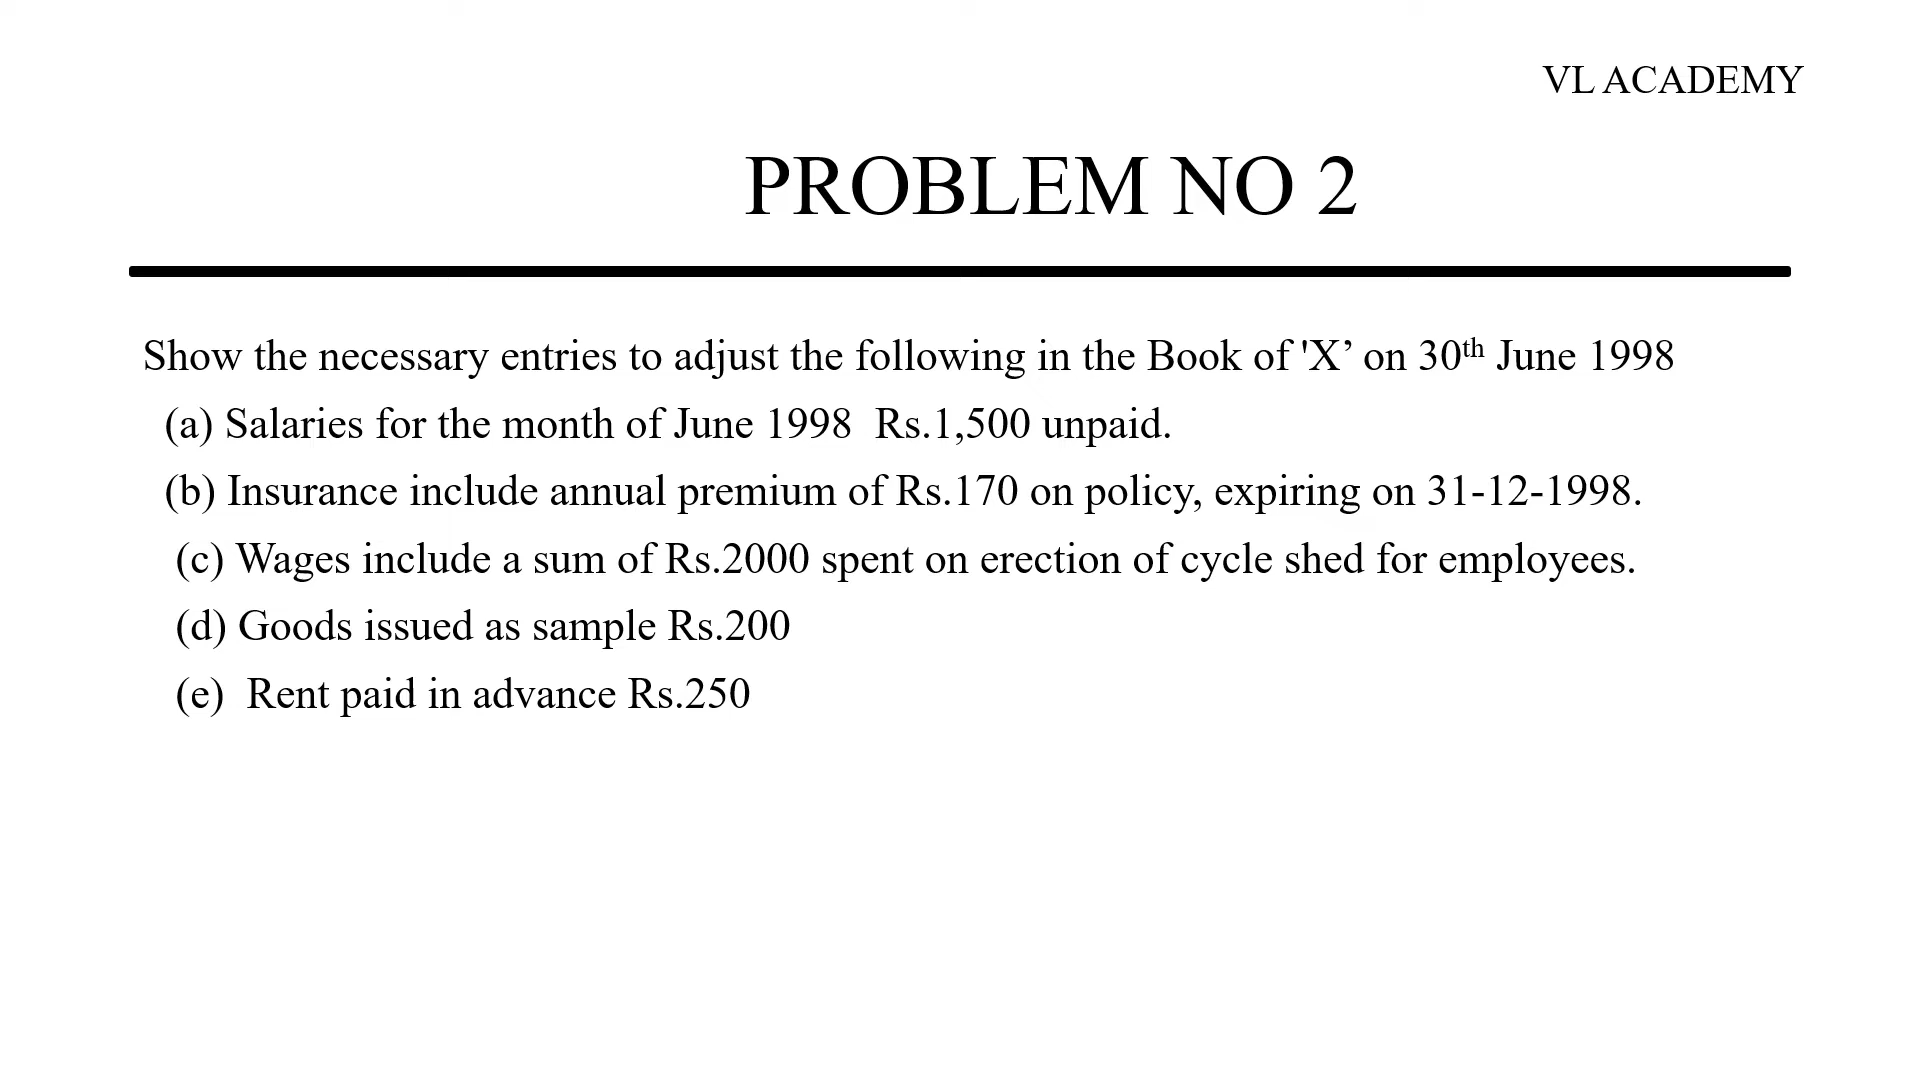 VL ACADEMY
PROBLEM NO 2
Show the necessary entries to adjust the following in the Book of 'X’ on 30th June 1998
(a) Salaries for the month of June 1998  Rs.1,500 unpaid.
(b) Insurance include annual premium of Rs.170 on policy, expiring on 31-12-1998.
(c) Wages include a sum of Rs.2000 spent on erection of cycle shed for employees.
(d) Goods issued as sample Rs.200
(e)  Rent paid in advance Rs.250